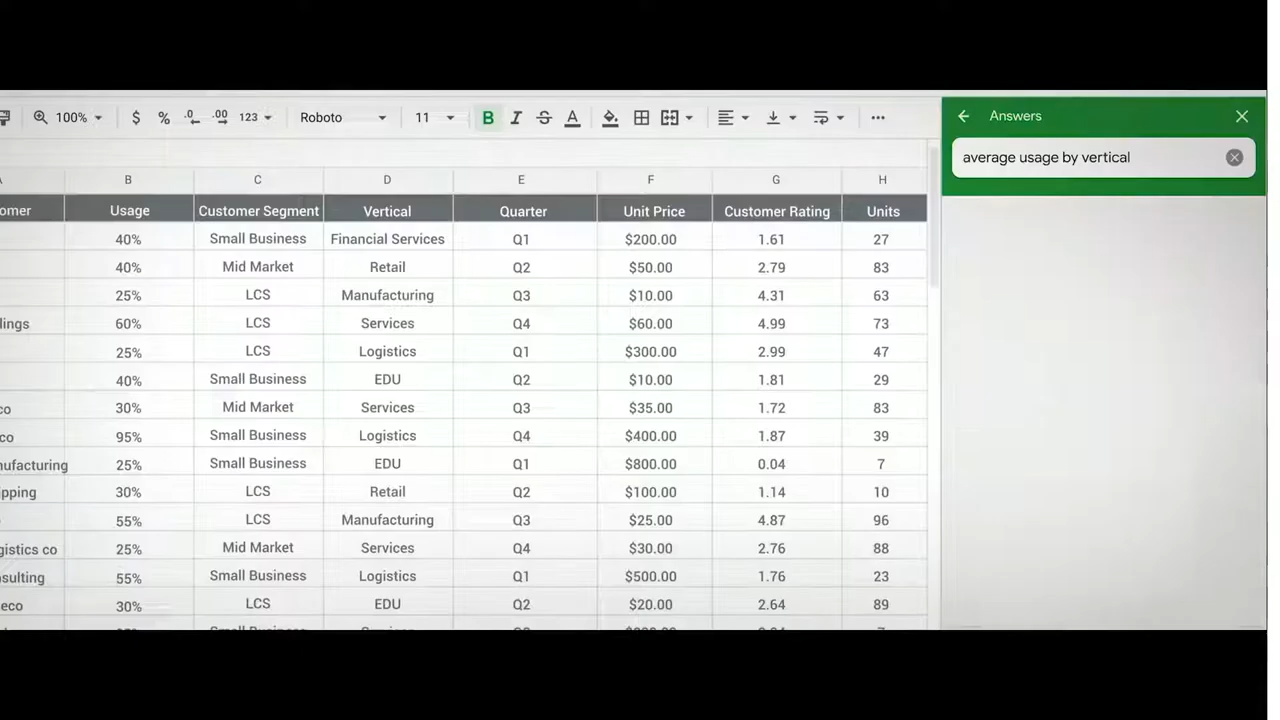 100% $ % .0 .00 123 Roboto 11 B I S A
Answers
average usage by vertical
A B C D E F G H
omer Usage Customer Segment Vertical Quarter Unit Price Customer Rating Units
40% Small Business Financial Services Q1 $200.00 1.61 27
40% Mid Market Retail Q2 $50.00 2.79 83
25% LCS Manufacturing Q3 $10.00 4.31 63
lings 60% LCS Services Q4 $60.00 4.99 73
25% LCS Logistics Q1 $300.00 2.99 47
40% Small Business EDU Q2 $10.00 1.81 29
co 30% Mid Market Services Q3 $35.00 1.72 83
co 95% Small Business Logistics Q4 $400.00 1.87 39
nufacturing 25% Small Business EDU Q1 $800.00 0.04 7
ipping 30% LCS Retail Q2 $100.00 1.14 10
55% LCS Manufacturing Q3 $25.00 4.87 96
gistics co 25% Mid Market Services Q4 $30.00 2.76 88
nsulting 55% Small Business Logistics Q1 $500.00 1.76 23
eco 30% LCS EDU Q2 $20.00 2.64 89